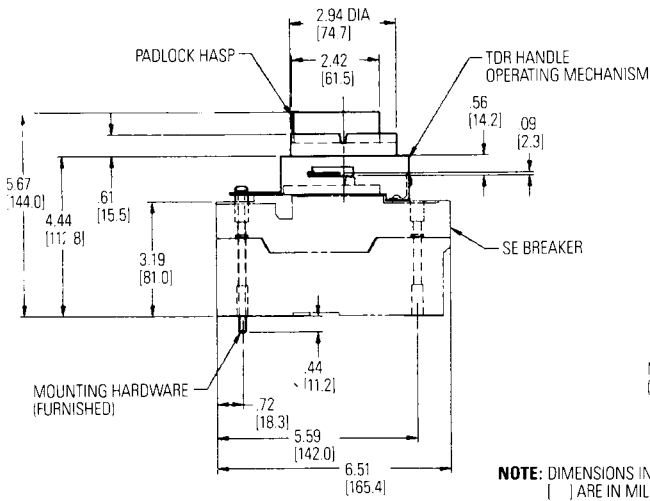 2.94 DIA
[74.7]
PADLOCK HASP
2.42
[61.5]
TDR HANDLE
OPERATING MECHANISM
.56
[14.2]
.09
[2.3]
5.67
[144.0]
.61
[15.5]
4.44
3.19
[81.0]
SE BREAKER
.44
[11.2]
MOUNTING HARDWARE
(FURNISHED)
.72
[18.3]
5.59
[142.0]
6.51
[165.4]
NOTE: DIMENSIONS IN
[ ] ARE IN MIL